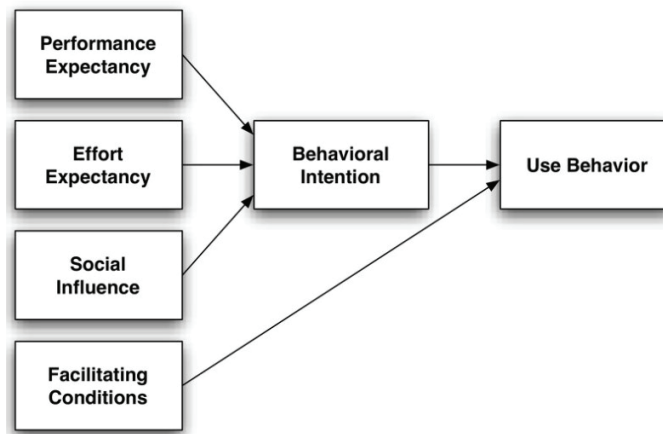 Performance
Expectancy
Effort
Expectancy
Behavioral
Intention
Use Behavior
Social
Influence
Facilitating
Conditions